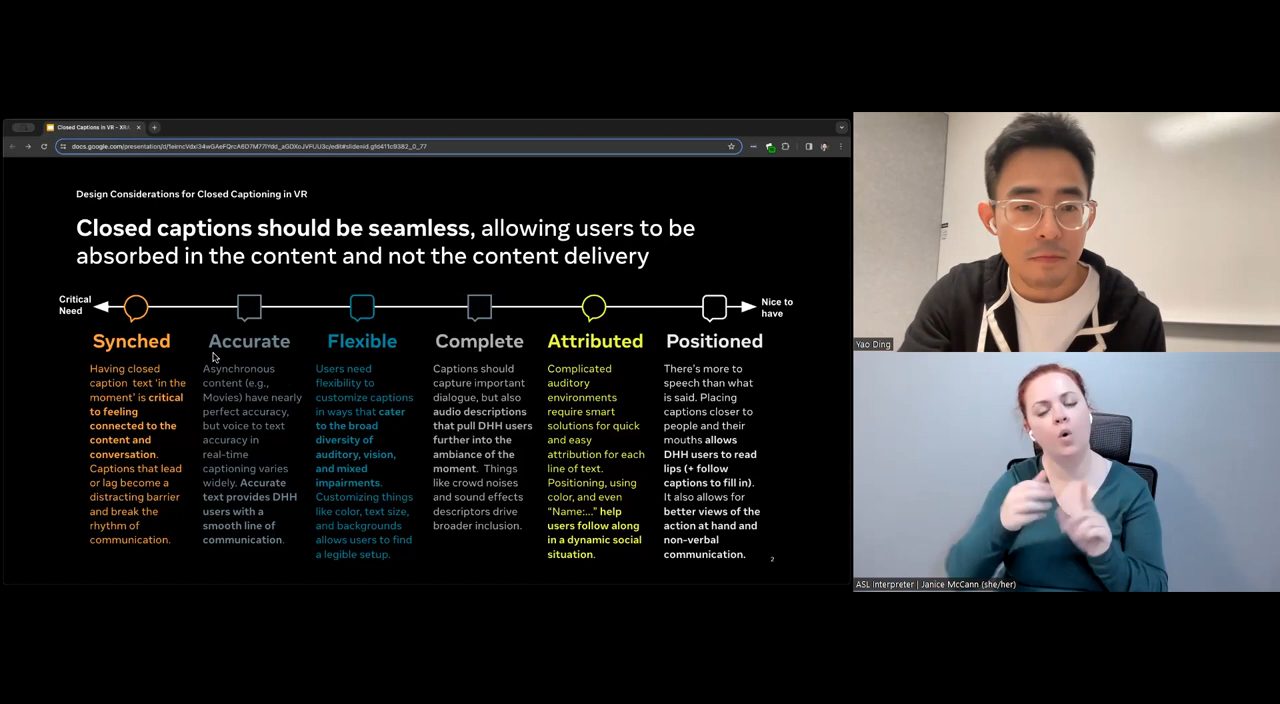 Closed Captions in VR - XRA
Design Considerations for Closed Captioning in VR
Closed captions should be seamless, allowing users to be
absorbed in the content and not the content delivery
Critical
Need
Nice to
have
Synched
Having closed
caption text ‘in the
moment’ is critical
to feeling
connected to the
content and
conversation.
Captions that lead
or lag become a
distracting barrier
and break the
rhythm of
communication.
Accurate
Asynchronous
content (e.g.,
Movies) have nearly
perfect accuracy,
but voice to text
accuracy in
real-time
captioning varies
widely. Accurate
text provides DHH
users with a
smooth line of
communication.
Flexible
Users need
flexibility to
customize captions
in ways that cater
to the broad
diversity of
auditory, vision,
and mixed
impairments.
Customizing things
like color, text size,
and backgrounds
allows users to find
a legible setup.
Complete
Captions should
capture important
dialogue, but also
audio descriptions
that pull DHH users
further into the
ambiance of the
moment. Things
like crowd noises
and sound effects
descriptors drive
broader inclusion.
Attributed
Complicated
auditory
environments
require smart
solutions for quick
and easy
attribution for each
line of text.
Positioning, using
color, and even
“Name:...” help
users follow along
in a dynamic social
situation.
Positioned
There’s more to
speech than what
is said. Placing
captions closer to
people and their
mouths allows
DHH users to read
lips (+ follow
captions to fill in).
It also allows for
better views of the
action at hand and
non-verbal
communication.
2
Yao Ding
ASL Interpreter | Janice McCann (she/her)